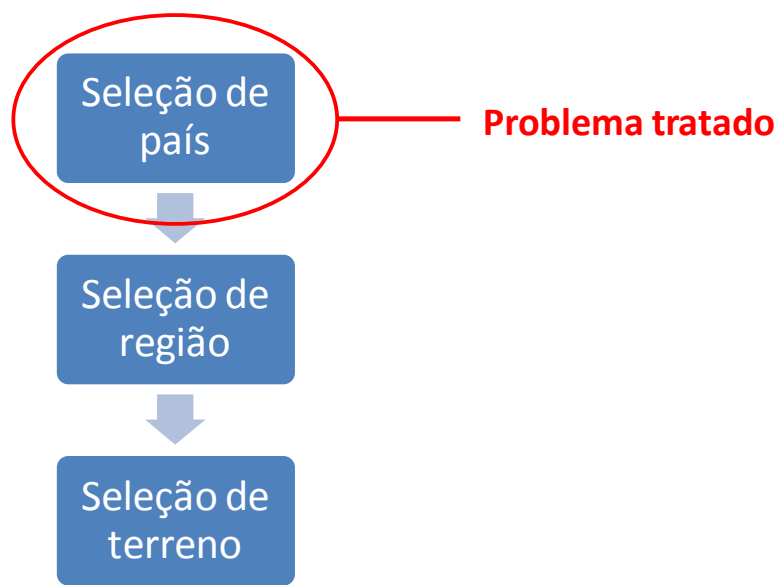 Seleção de
país
Problema tratado
Seleção de
região
Seleção de
terreno